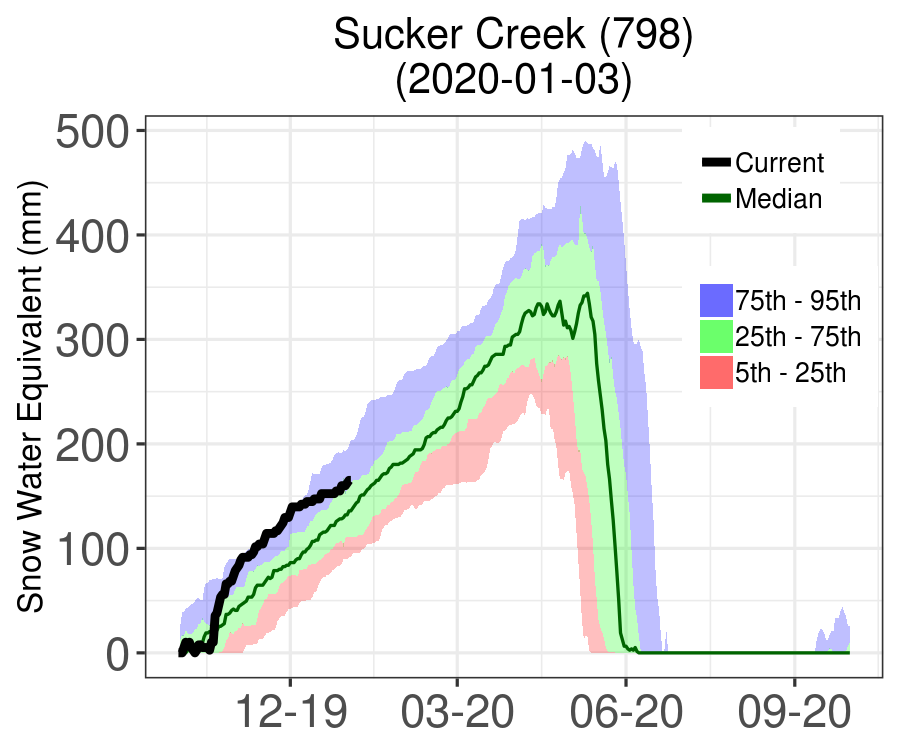 Sucker Creek (798)
(2020-01-03)
Snow Water Equivalent (mm)
500
400
300
200
100
0
Current
Median
75th - 95th
25th - 75th
5th - 25th
12-19 03-20 06-20 09-20